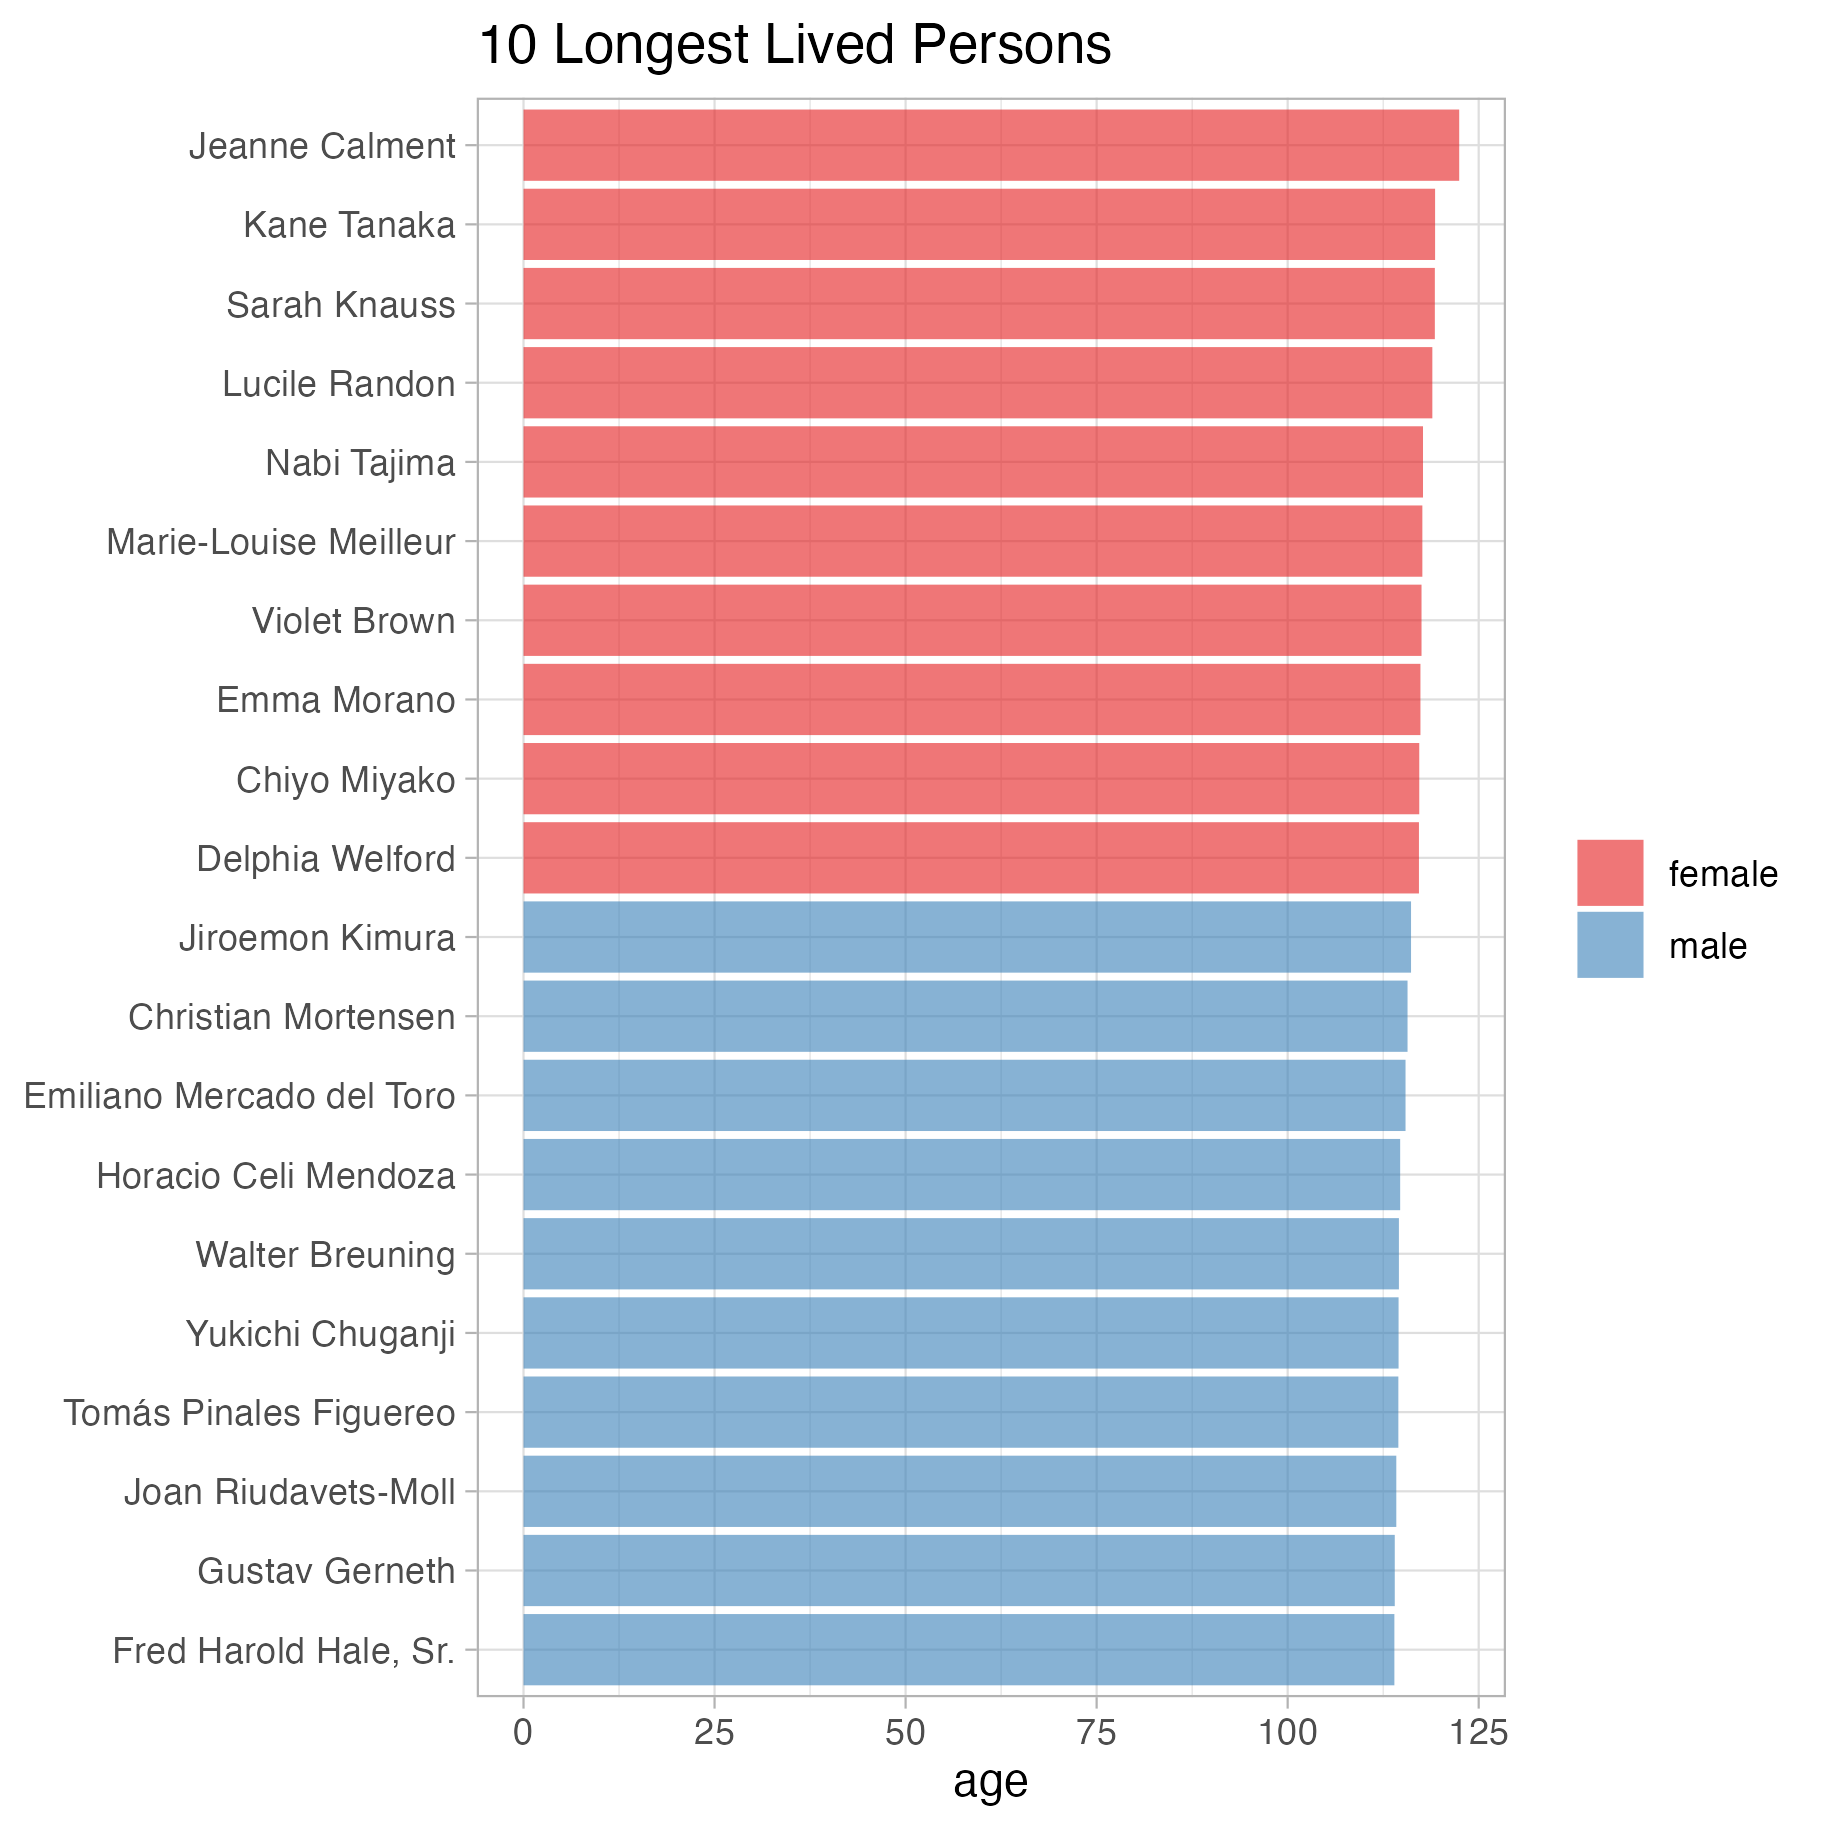 10 Longest Lived Persons
Jeanne Calment
Kane Tanaka
Sarah Knauss
Lucile Randon
Nabi Tajima
Marie-Louise Meilleur
Violet Brown
Emma Morano
Chiyo Miyako
Delphia Welford
Jiroemon Kimura
Christian Mortensen
Emiliano Mercado del Toro
Horacio Celi Mendoza
Walter Breuning
Yukichi Chuganji
Tomás Pinales Figuereo
Joan Riudavets-Moll
Gustav Gerneth
Fred Harold Hale, Sr.
0 25 50 75 100 125
age
female
male